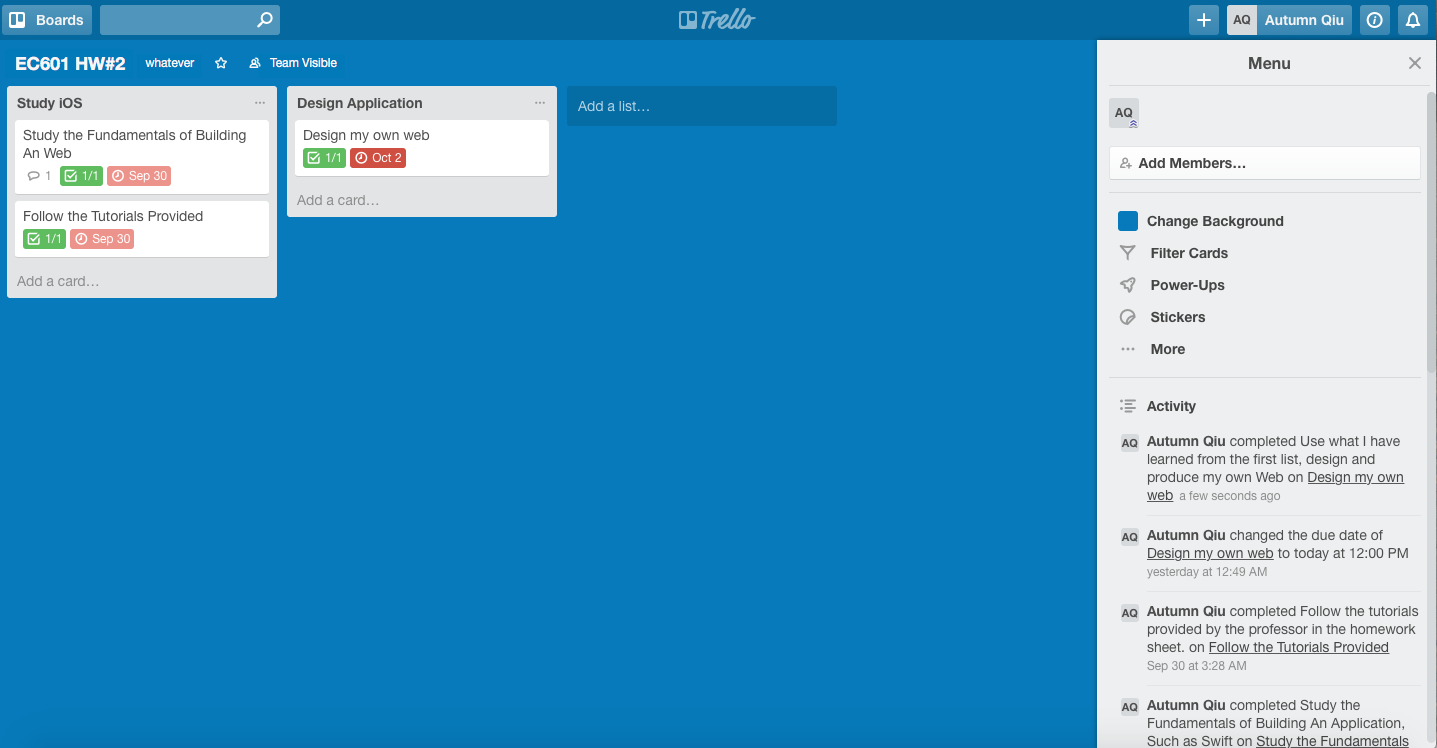 Boards
Trello
AQ Autumn Qiu
EC601 HW#2 whatever Team Visible
Study iOS
Study the Fundamentals of Building
An Web
1 1/1 Sep 30
Follow the Tutorials Provided
1/1 Sep 30
Add a card…
Design Application
Design my own web
1/1 Oct 2
Add a card…
Add a list…
Menu
AQ
Add Members…
Change Background
Filter Cards
Power-Ups
Stickers
More
Activity
AQ Autumn Qiu completed Use what I have
learned from the first list, design and
produce my own Web on Design my own
web a few seconds ago
AQ Autumn Qiu changed the due date of
Design my own web to today at 12:00 PM
yesterday at 12:49 AM
AQ Autumn Qiu completed Follow the tutorials
provided by the professor in the homework
sheet. on Follow the Tutorials Provided
Sep 30 at 3:28 AM
AQ Autumn Qiu completed Study the
Fundamentals of Building An Application,
Such as Swift on Study the Fundamentals